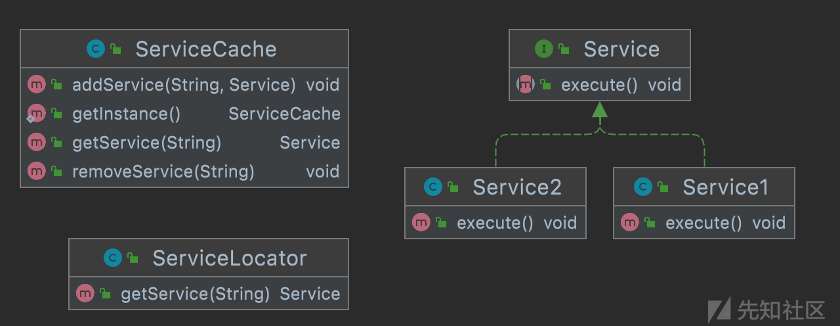 ServiceCache
addService(String, Service) void
getInstance() ServiceCache
getService(String) Service
removeService(String) void
Service
execute() void
Service2
execute() void
Service1
execute() void
ServiceLocator
getService(String) Service
先知社区